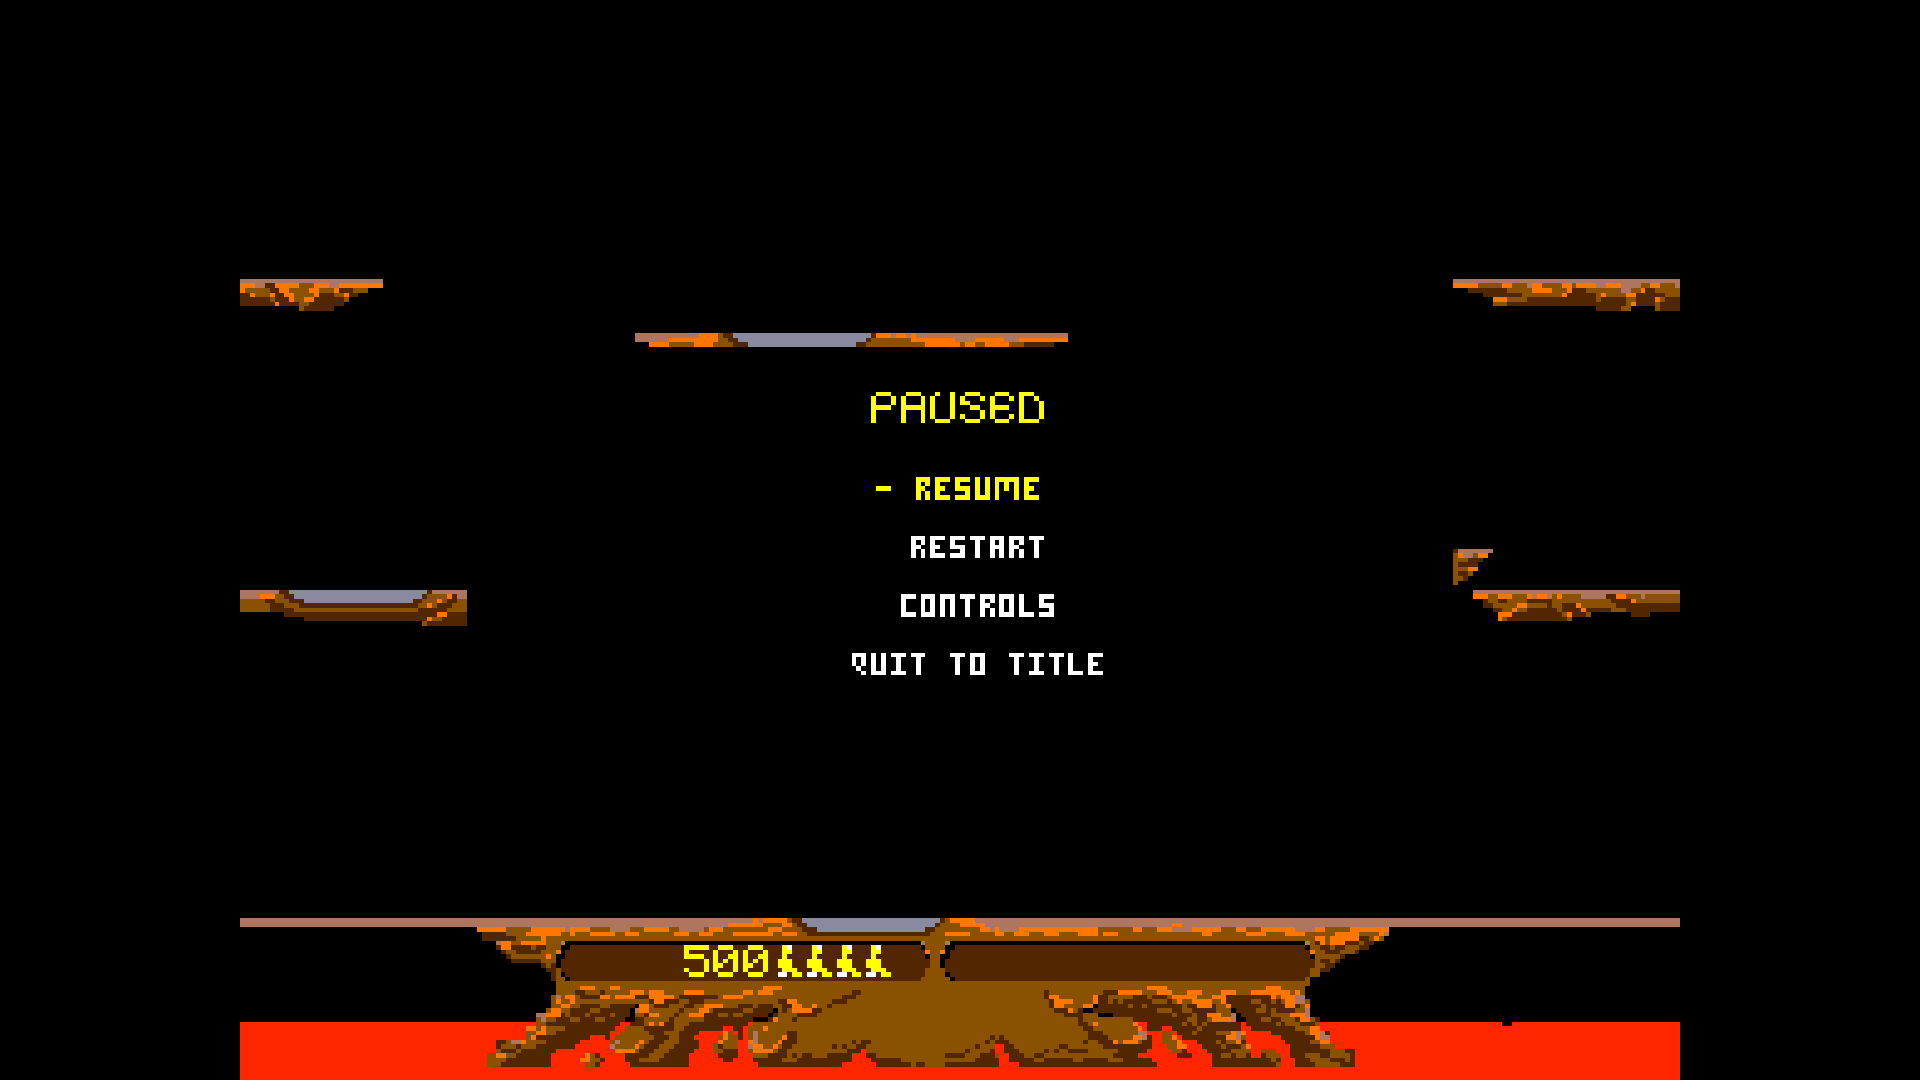 PAUSED
- RESUME
RESTART
CONTROLS
QUIT TO TITLE
500